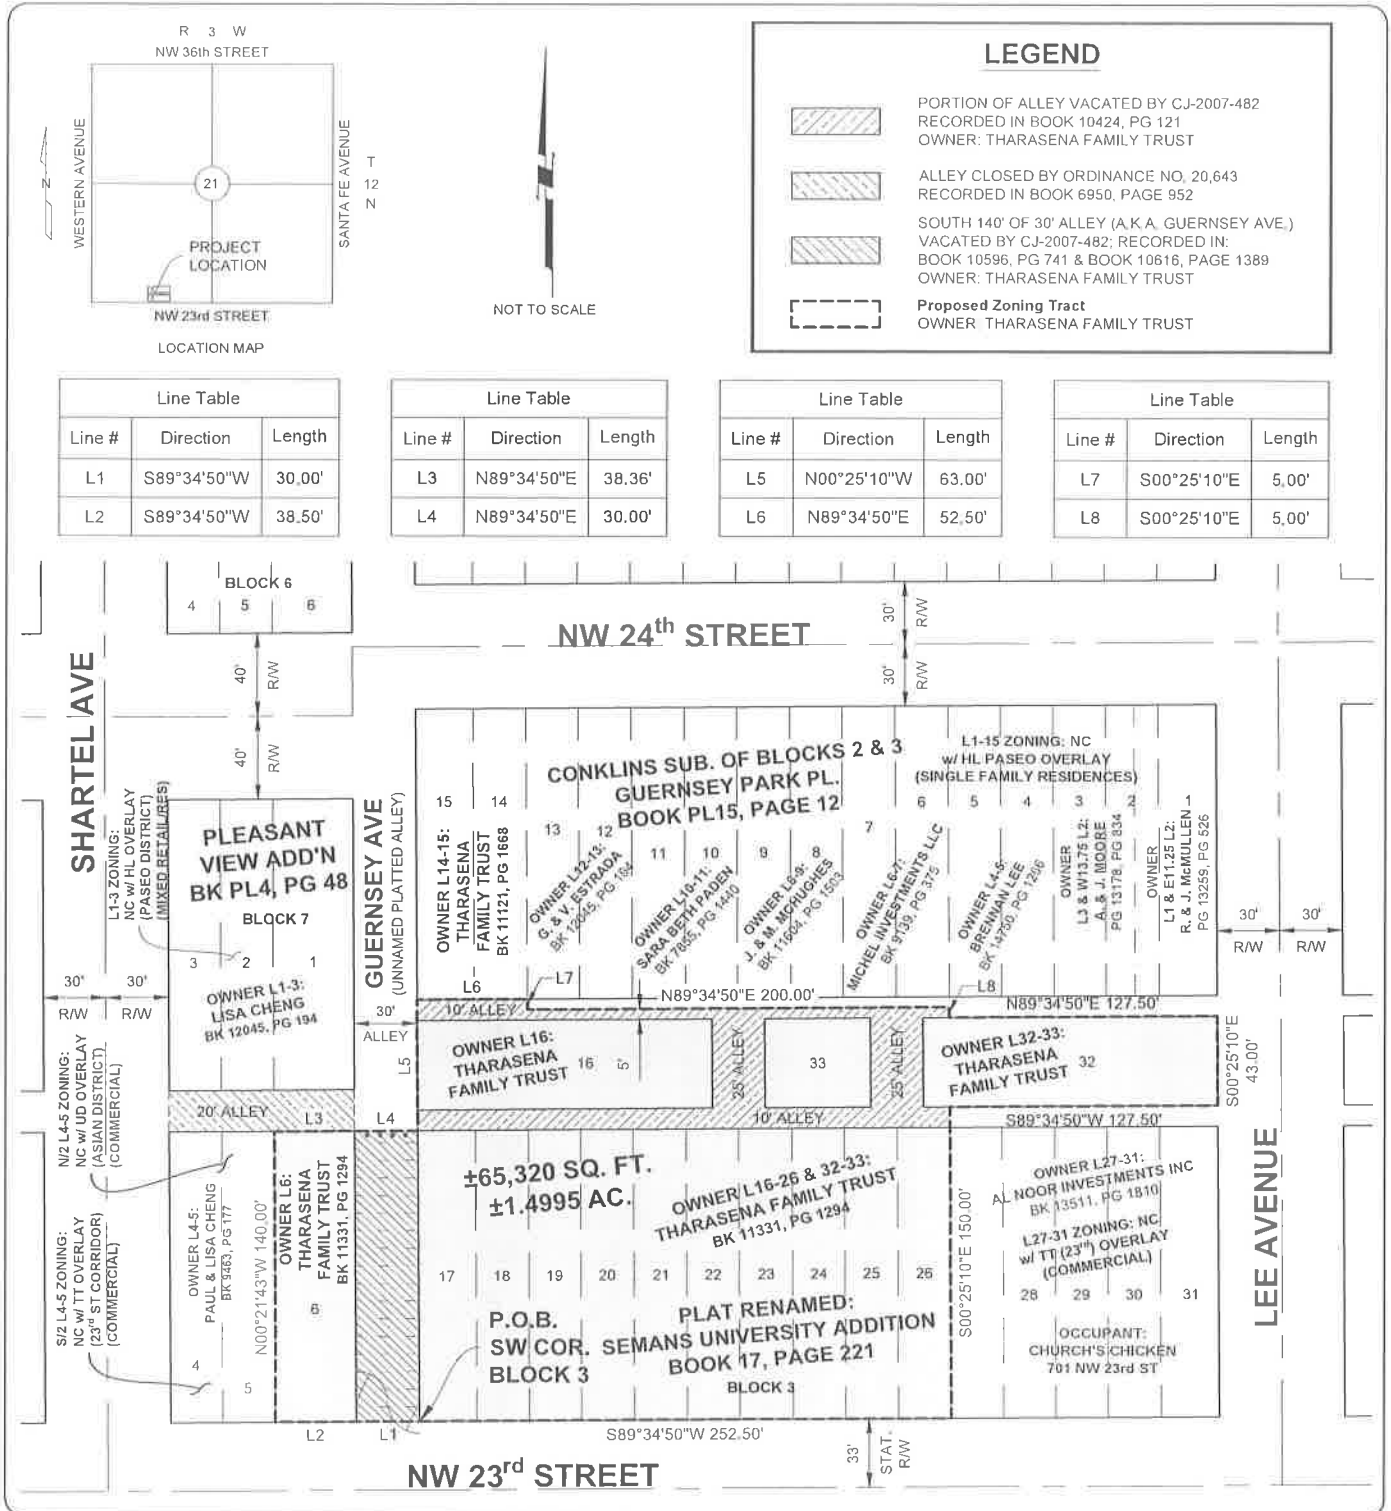 R 3 W
NW 36th STREET
WESTERN AVENUE
SANTA FE AVENUE
T
12
N
N
21
PROJECT
LOCATION
NW 23rd STREET
LOCATION MAP
NOT TO SCALE
LEGEND
PORTION OF ALLEY VACATED BY CJ-2007-482
RECORDED IN BOOK 10424, PG 121
OWNER: THARASENA FAMILY TRUST
ALLEY CLOSED BY ORDINANCE NO. 20,643
RECORDED IN BOOK 6950, PAGE 952
SOUTH 140' OF 30' ALLEY (A.K.A. GUERNSEY AVE.)
VACATED BY CJ-2007-482; RECORDED IN:
BOOK 10596, PG 741 & BOOK 10616, PAGE 1389
OWNER: THARASENA FAMILY TRUST
Proposed Zoning Tract
OWNER THARASENA FAMILY TRUST
Line Table
Line # Direction Length
L1 S89°34'50"W 30.00'
L2 S89°34'50"W 38.50'
Line Table
Line # Direction Length
L3 N89°34'50"E 38.36'
L4 N89°34'50"E 30.00'
Line Table
Line # Direction Length
L5 N00°25'10"W 63.00'
L6 N89°34'50"E 52.50'
Line Table
Line # Direction Length
L7 S00°25'10"E 5.00'
L8 S00°25'10"E 5.00'
BLOCK 6
4 5 6
NW 24th STREET
30'
R/W
30'
R/W
40'
R/W
40'
R/W
SHARTEL AVE
L1-3 ZONING:
NC w/ HL OVERLAY
(PASEO DISTRICT)
(MIXED RETAIL/RES)
PLEASANT
VIEW ADD'N
BK PL4, PG 48
BLOCK 7
3 2 1
OWNER L1-3:
LISA CHENG
BK 12045, PG 194
GUERNSEY AVE
(UNNAMED PLATTED ALLEY)
CONKLINS SUB. OF BLOCKS 2 & 3
GUERNSEY PARK PL.
BOOK PL15, PAGE 12
L1-15 ZONING: NC
w/ HL PASEO OVERLAY
(SINGLE FAMILY RESIDENCES)
15 14 13 12 11 10 9 8 7 6 5 4 3 2 1
OWNER L14-15:
THARASENA
FAMILY TRUST
BK 11121, PG 1668
OWNER L12-13:
G. & V. ESTRADA
BK 12045, PG 194
OWNER L10-11:
SARA BETH PADEN
BK 7855, PG 1440
OWNER L8-9:
J. & M. MCHUGHES
BK 11604, PG 1503
OWNER L6-7:
MICHEL INVESTMENTS LLC
BK 9139, PG 375
OWNER L4-5:
BRENNAN LEE
BK 14750, PG 1266
OWNER
L3 & W13.75 L2:
A. & J. MOORE
PG 13178, PG 834
OWNER
L1 & E11.25 L2:
R. & J. McMULLEN
PG 13259, PG 526
30'
R/W
30'
R/W
30'
R/W
30'
R/W
30'
ALLEY
L6
L7
N89°34'50"E 200.00'
L8
N89°34'50"E 127.50'
10' ALLEY
L5
OWNER L16:
THARASENA
FAMILY TRUST
16
5'
25' ALLEY
33
25' ALLEY
OWNER L32-33:
THARASENA
FAMILY TRUST
32
S00°25'10"E
43.00'
20' ALLEY
L3
L4
10' ALLEY
S89°34'50"W 127.50'
N/2 L4-5 ZONING:
NC w/ UD OVERLAY
(ASIAN DISTRICT)
(COMMERCIAL)
S/2 L4-5 ZONING:
NC w/ TT OVERLAY
(23rd ST CORRIDOR)
(COMMERCIAL)
OWNER L4-5:
PAUL & LISA CHENG
BK 9463, PG 177
4
5
N00°21'43"W 140.00'
OWNER L6:
THARASENA
FAMILY TRUST
BK 11331, PG 1294
6
±65,320 SQ. FT.
±1.4995 AC.
OWNER L16-26 & 32-33:
THARASENA FAMILY TRUST
BK 11331, PG 1294
17 18 19 20 21 22 23 24 25 26
P.O.B.
SW COR.
BLOCK 3
PLAT RENAMED:
SEMANS UNIVERSITY ADDITION
BOOK 17, PAGE 221
BLOCK 3
S00°25'10"E 150.00'
OWNER L27-31:
AL NOOR INVESTMENTS INC
BK 13511, PG 1810
L27-31 ZONING: NC
w/ TT (23rd) OVERLAY
(COMMERCIAL)
28 29 30 31
OCCUPANT:
CHURCH'S CHICKEN
701 NW 23rd ST
LEE AVENUE
L2
L1
S89°34'50"W 252.50'
33'
STAT.
R/W
NW 23rd STREET